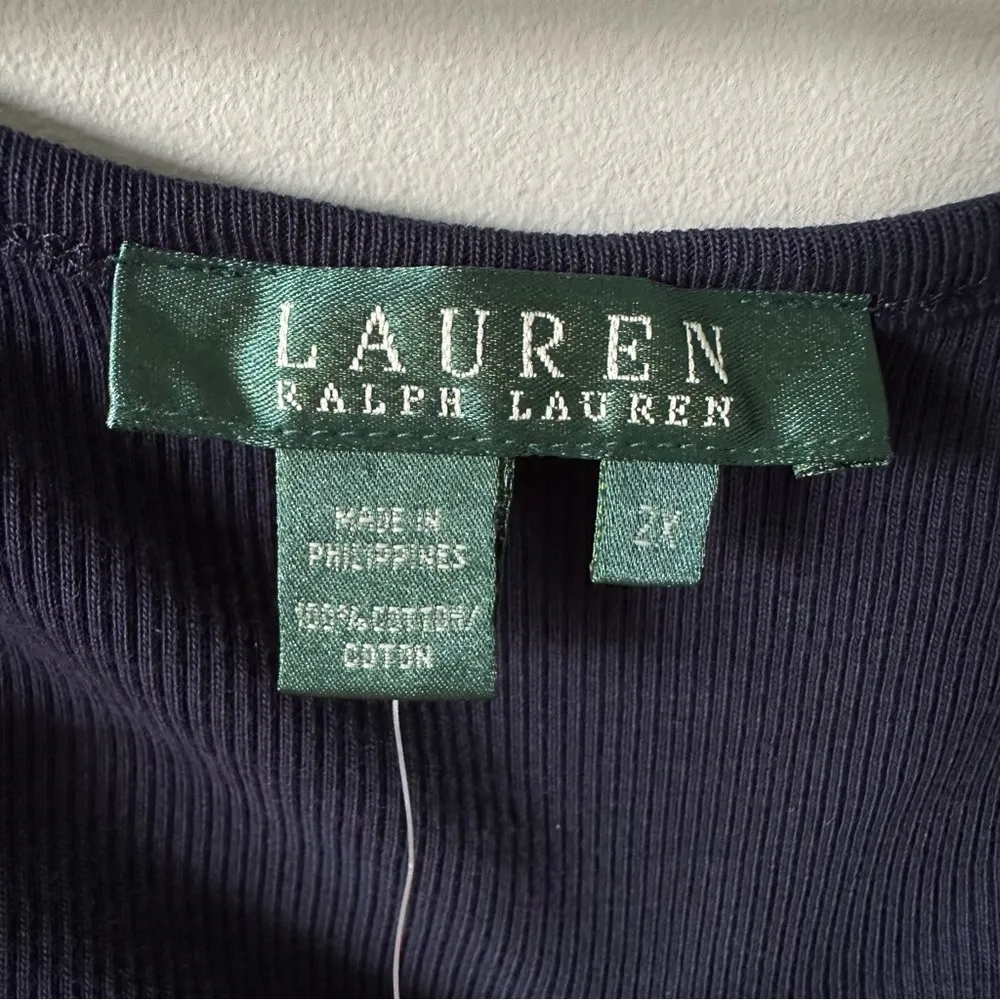 LAUREN
RALPH LAUREN
MADE IN
PHILIPPINES
100% COTTON/
COTON
2X